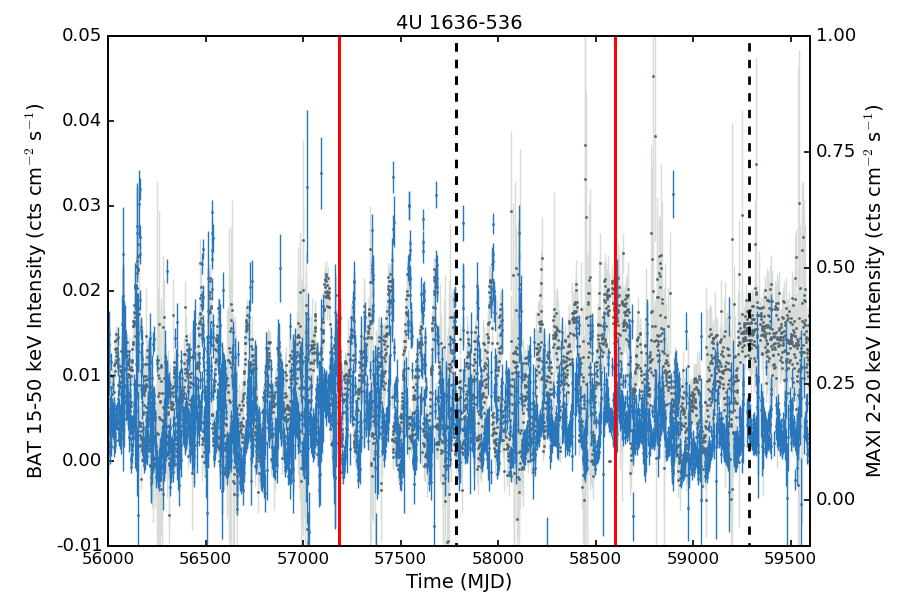 4U 1636-536
0.05
0.04
0.03
0.02
0.01
0.00
-0.01
BAT 15-50 keV Intensity (cts cm⁻² s⁻¹)
1.00
0.75
0.50
0.25
0.00
MAXI 2-20 keV Intensity (cts cm⁻² s⁻¹)
56000 56500 57000 57500 58000 58500 59000 59500
Time (MJD)